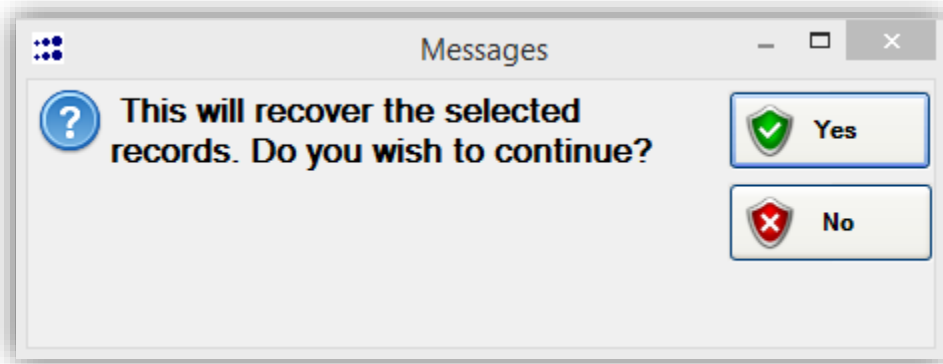 Messages
This will recover the selected
records. Do you wish to continue?
Yes
No